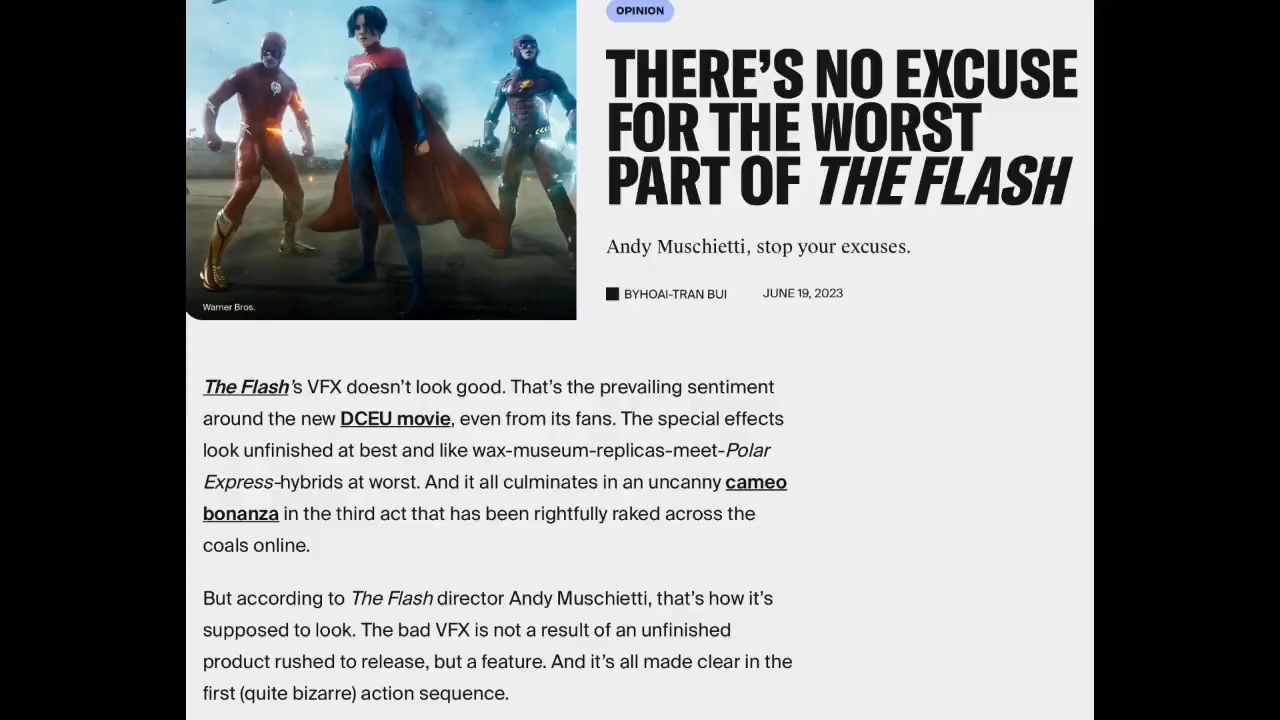 OPINION
THERE’S NO EXCUSE
FOR THE WORST
PART OF THE FLASH
Andy Muschietti, stop your excuses.
BYHOAI-TRAN BUI
JUNE 19, 2023
Warner Bros.
The Flash’s VFX doesn’t look good. That’s the prevailing sentiment
around the new DCEU movie, even from its fans. The special effects
look unfinished at best and like wax-museum-replicas-meet-Polar
Express-hybrids at worst. And it all culminates in an uncanny cameo
bonanza in the third act that has been rightfully raked across the
coals online.
But according to The Flash director Andy Muschietti, that’s how it’s
supposed to look. The bad VFX is not a result of an unfinished
product rushed to release, but a feature. And it’s all made clear in the
first (quite bizarre) action sequence.